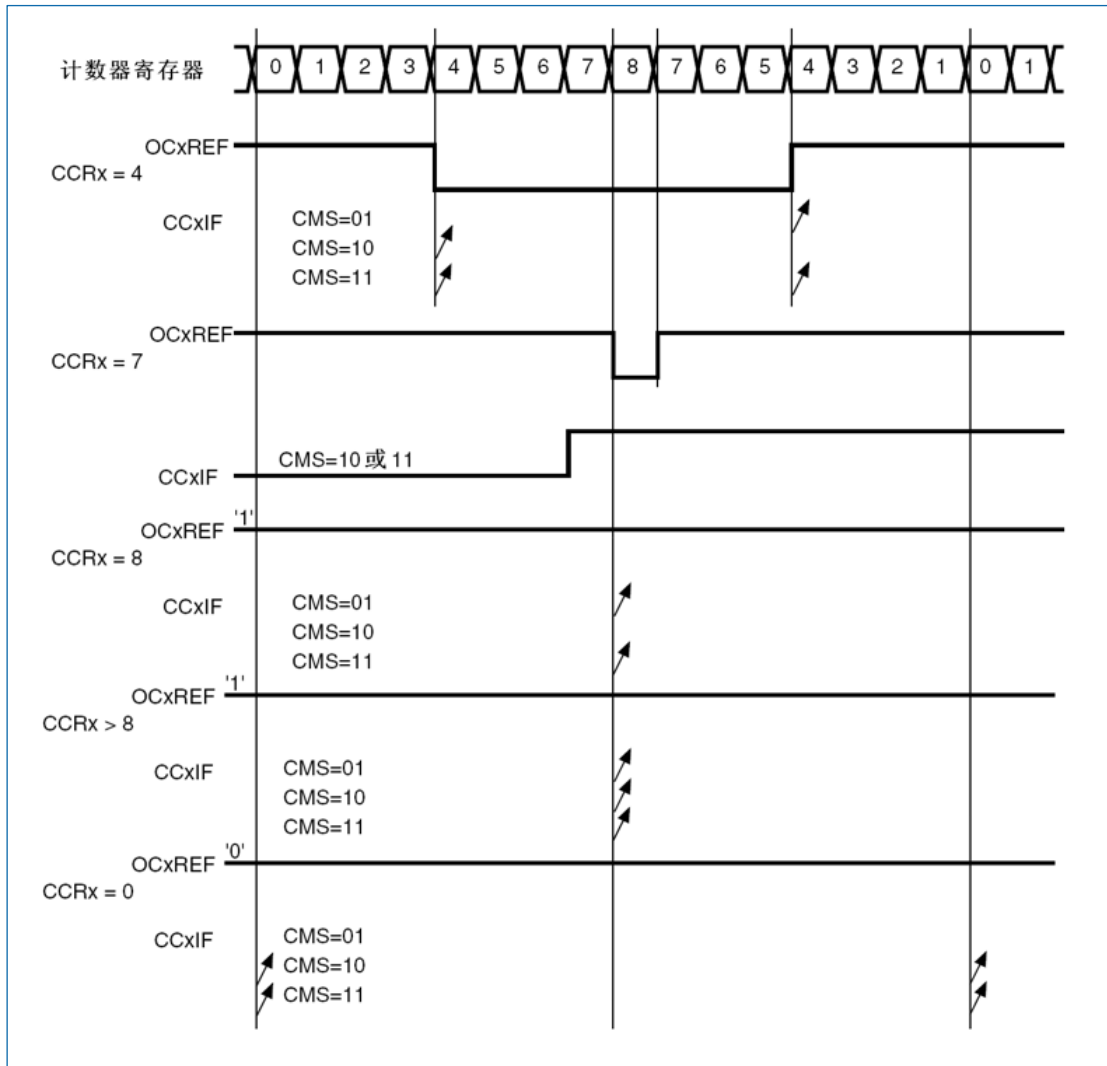 计数器寄存器 0 1 2 3 4 5 6 7 8 7 6 5 4 3 2 1 0 1
OCxREF
CCRx = 4
CCxIF CMS=01
CMS=10
CMS=11
OCxREF
CCRx = 7
CMS=10 或 11
CCxIF
'1'
OCxREF
CCRx = 8
CCxIF CMS=01
CMS=10
CMS=11
'1'
OCxREF
CCRx > 8
CCxIF CMS=01
CMS=10
CMS=11
'0'
OCxREF
CCRx = 0
CCxIF CMS=01
CMS=10
CMS=11